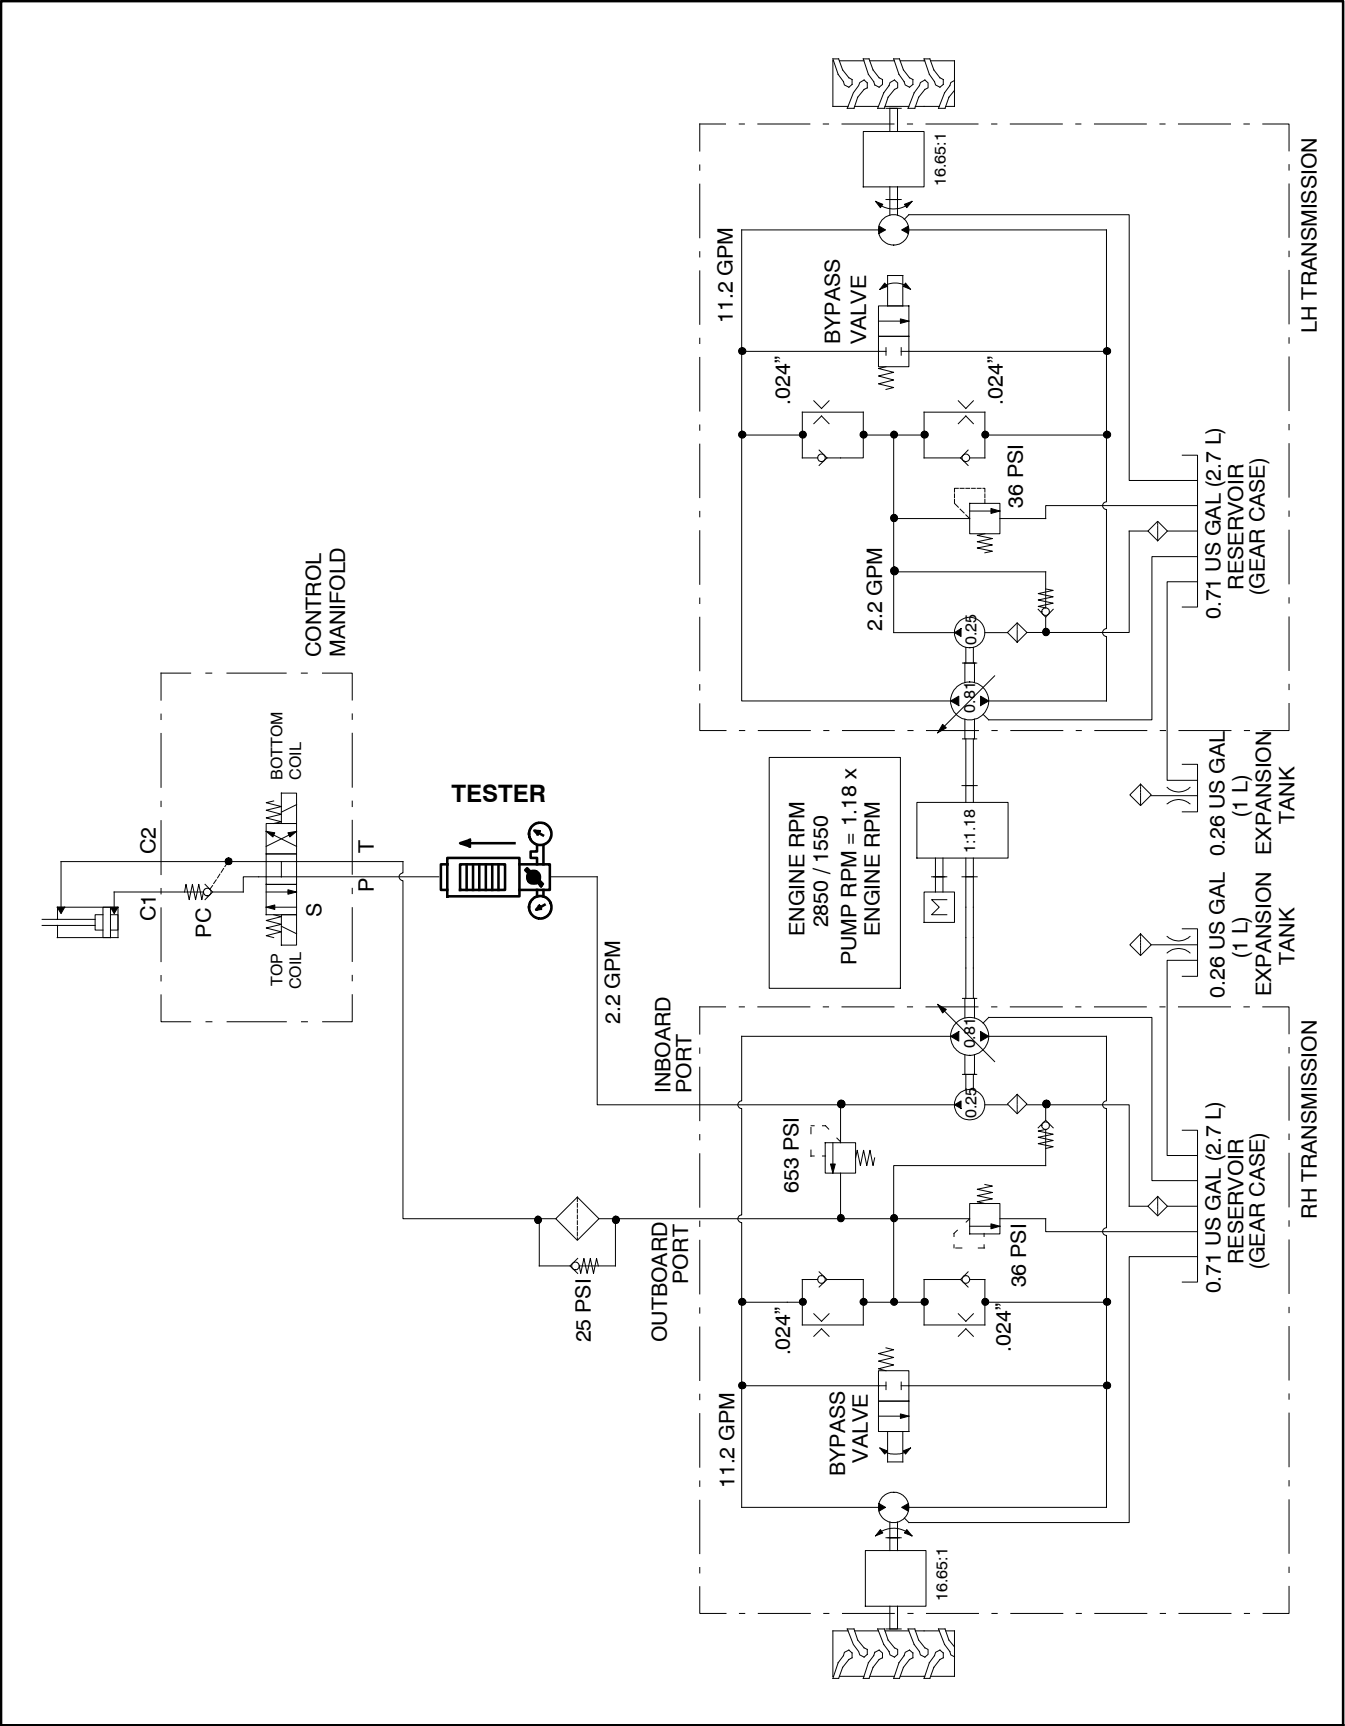 CONTROL
MANIFOLD
C1
C2
PC
TOP
COIL
BOTTOM
COIL
S
P
T
TESTER
2.2 GPM
INBOARD
PORT
OUTBOARD
PORT
25 PSI
653 PSI
36 PSI
.024”
.024”
11.2 GPM
BYPASS
VALVE
16.65:1
0.25
0.81
0.71 US GAL (2.7 L)
RESERVOIR
(GEAR CASE)
RH TRANSMISSION
0.26 US GAL
(1 L)
EXPANSION
TANK
ENGINE RPM
2850 / 1550
PUMP RPM = 1.18 x
ENGINE RPM
M
1:1.18
0.26 US GAL
(1 L)
EXPANSION
TANK
0.81
0.25
2.2 GPM
36 PSI
.024”
.024”
BYPASS
VALVE
11.2 GPM
16.65:1
0.71 US GAL (2.7 L)
RESERVOIR
(GEAR CASE)
LH TRANSMISSION